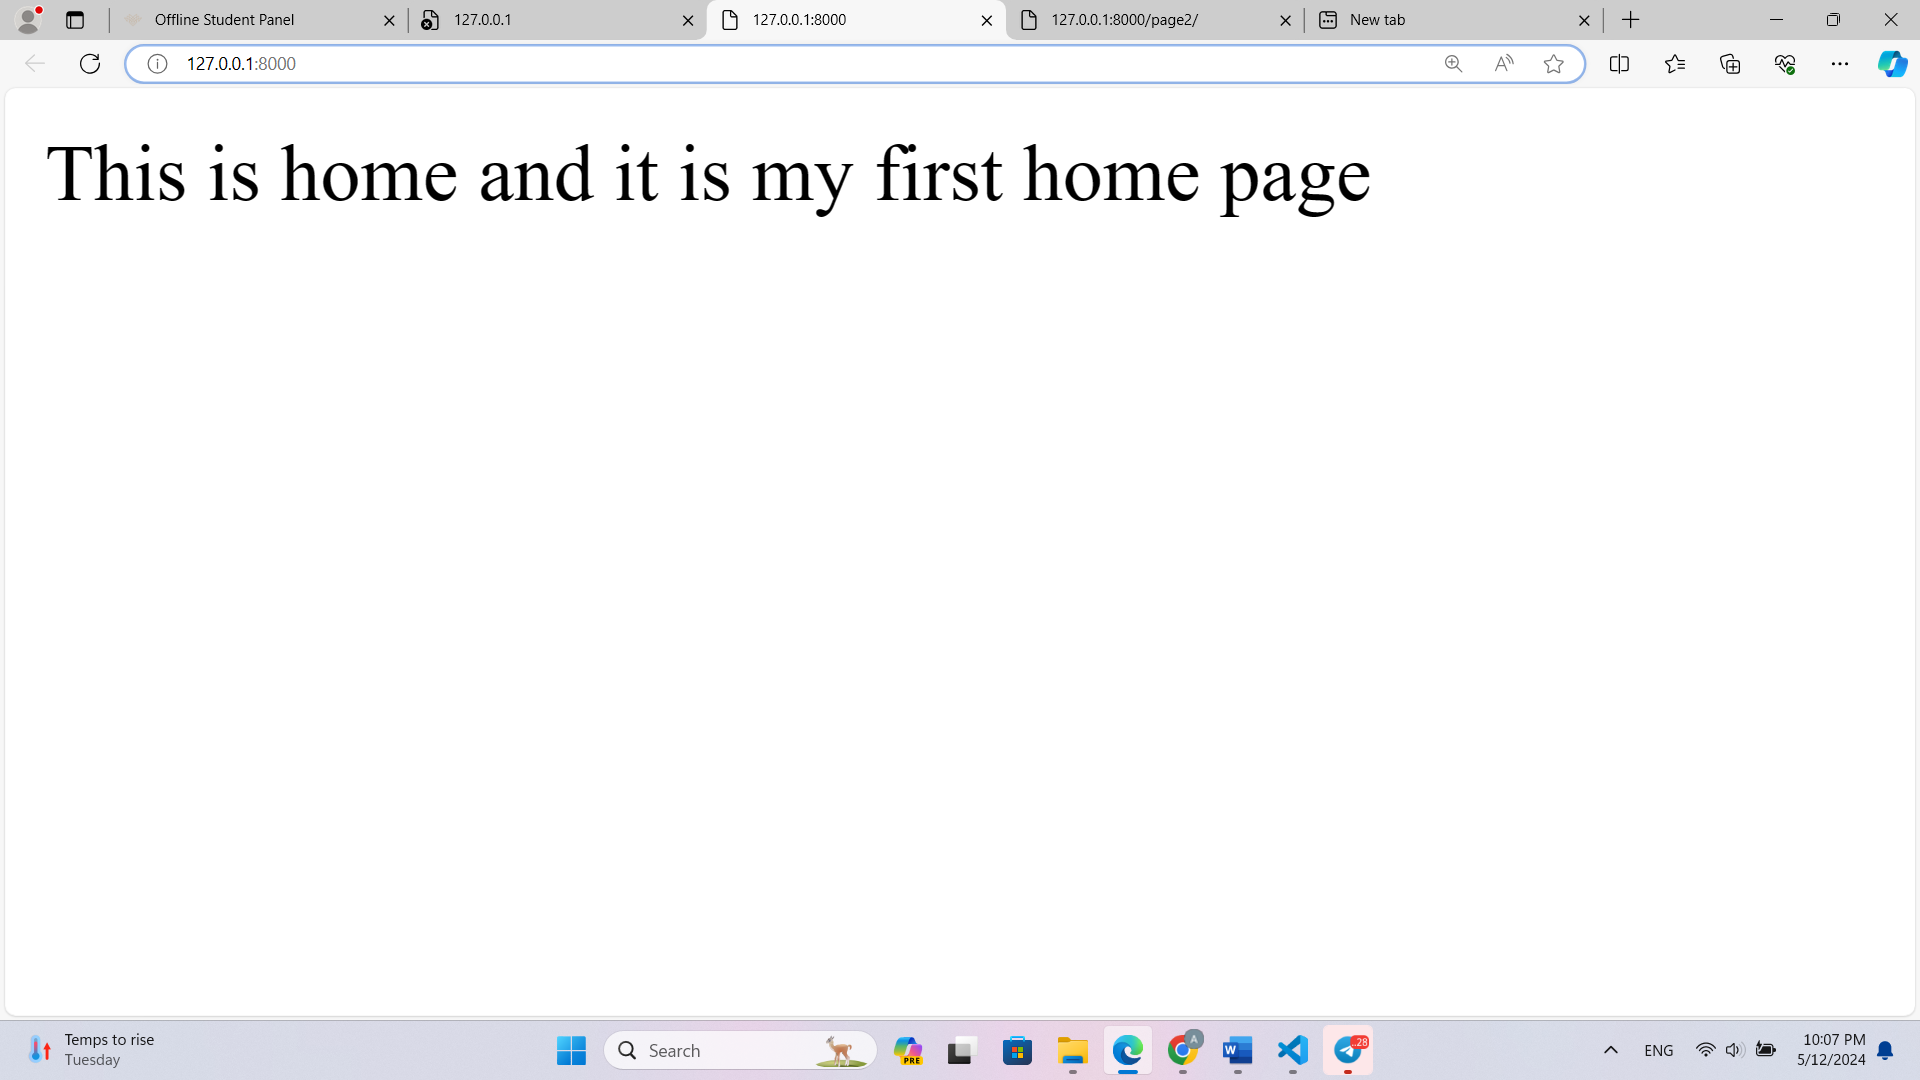 Offline Student Panel
127.0.0.1
127.0.0.1:8000
127.0.0.1:8000/page2/
New tab
127.0.0.1:8000
This is home and it is my first home page
Temps to rise
Tuesday
Search
PRE
A
W
..28
ENG
10:07 PM
5/12/2024